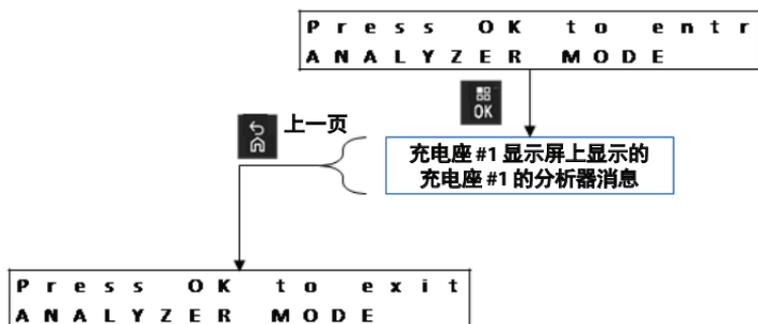 Press OK to entr
ANALYZER MODE
OK
上一页
充电座 #1 显示屏上显示的
充电座 #1 的分析器消息
Press OK to exit
ANALYZER MODE